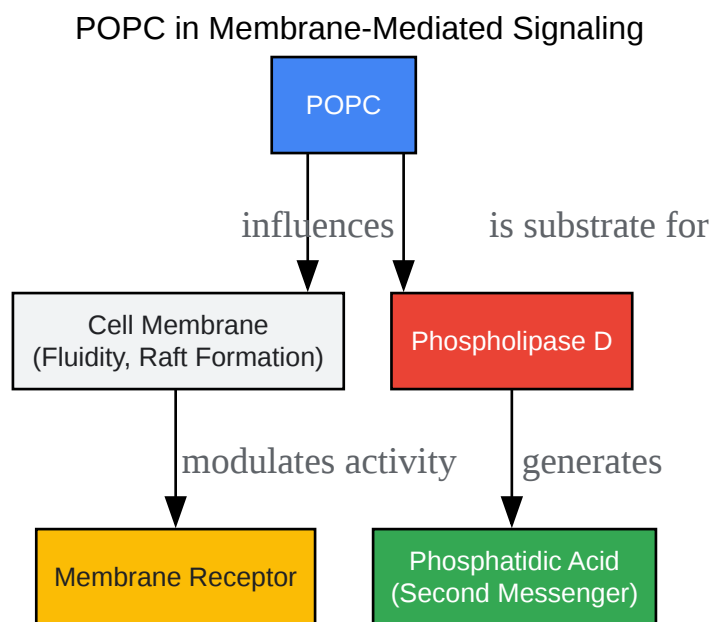 POPC in Membrane-Mediated Signaling
POPC
influences
is substrate for
Cell Membrane
(Fluidity, Raft Formation)
Phospholipase D
modulates activity
generates
Membrane Receptor
Phosphatidic Acid
(Second Messenger)